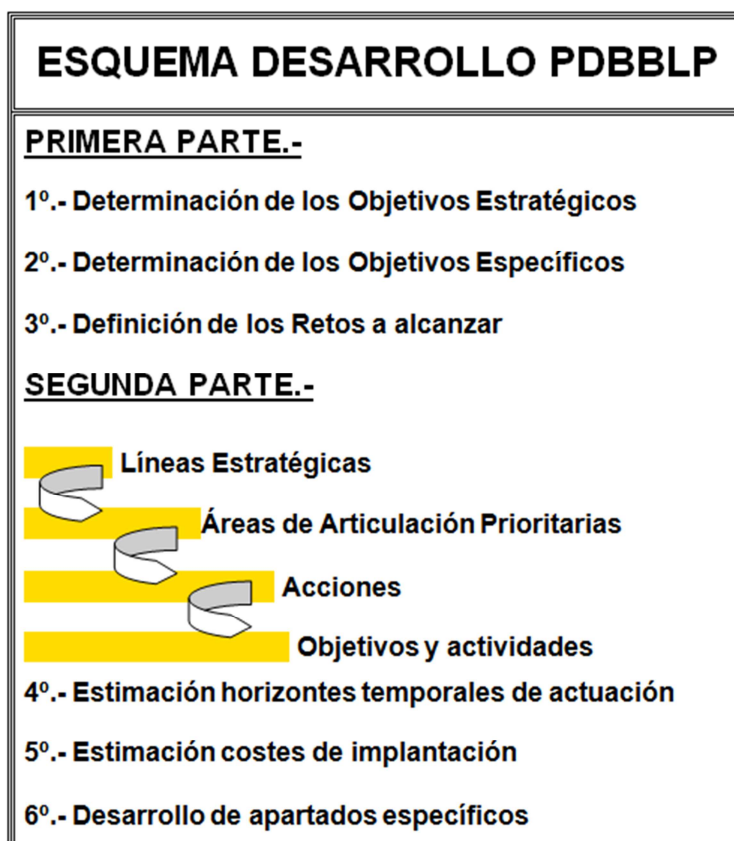 ESQUEMA DESARROLLO PDBBLP
PRIMERA PARTE.-
1º.- Determinación de los Objetivos Estratégicos
2º.- Determinación de los Objetivos Específicos
3º.- Definición de los Retos a alcanzar
SEGUNDA PARTE.-
Líneas Estratégicas
Áreas de Articulación Prioritarias
Acciones
Objetivos y actividades
4º.- Estimación horizontes temporales de actuación
5º.- Estimación costes de implantación
6º.- Desarrollo de apartados específicos